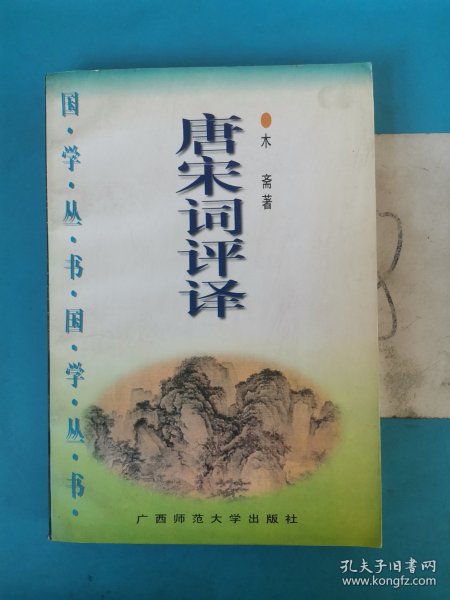 国·学·丛·书·国·学·丛·书·
唐宋词评译
木斋著
广西师范大学出版社
8
孔夫子旧书网
www.kongfz.com